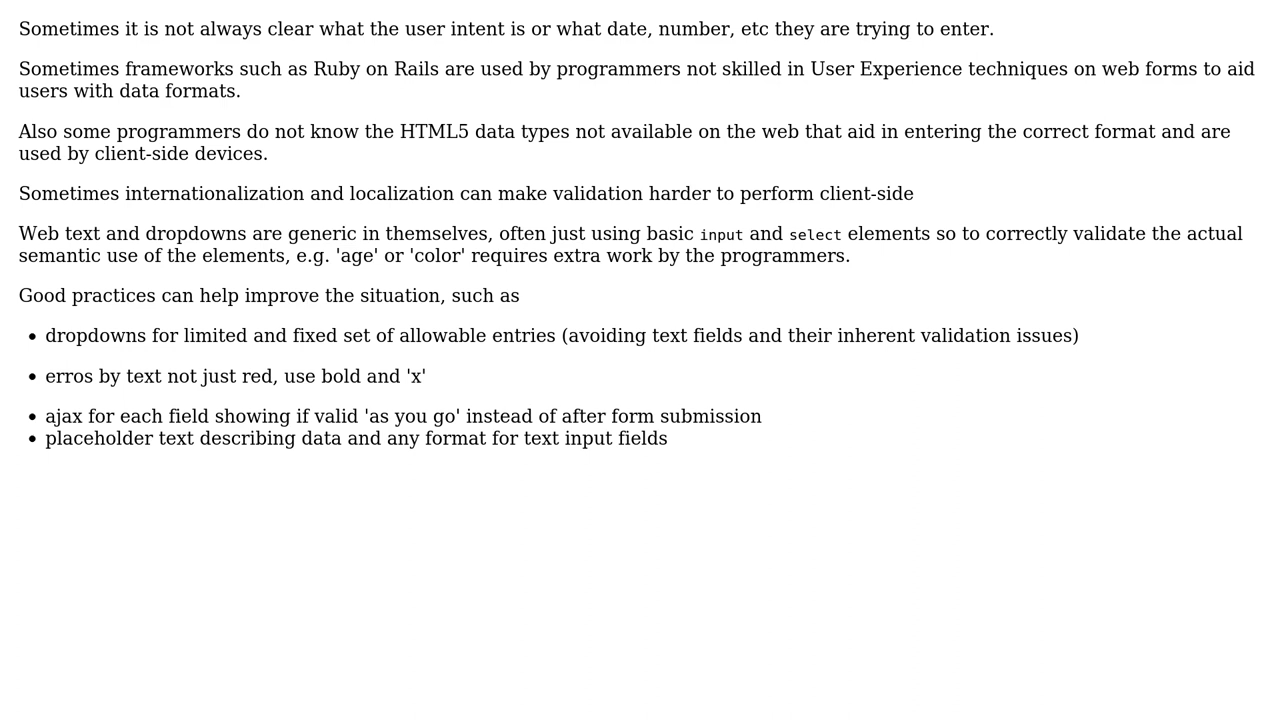 Sometimes it is not always clear what the user intent is or what date, number, etc they are trying to enter.
Sometimes frameworks such as Ruby on Rails are used by programmers not skilled in User Experience techniques on web forms to aid
users with data formats.
Also some programmers do not know the HTML5 data types not available on the web that aid in entering the correct format and are
used by client-side devices.
Sometimes internationalization and localization can make validation harder to perform client-side
Web text and dropdowns are generic in themselves, often just using basic input and select elements so to correctly validate the actual
semantic use of the elements, e.g. 'age' or 'color' requires extra work by the programmers.
Good practices can help improve the situation, such as
• dropdowns for limited and fixed set of allowable entries (avoiding text fields and their inherent validation issues)
• erros by text not just red, use bold and 'x'
• ajax for each field showing if valid 'as you go' instead of after form submission
• placeholder text describing data and any format for text input fields